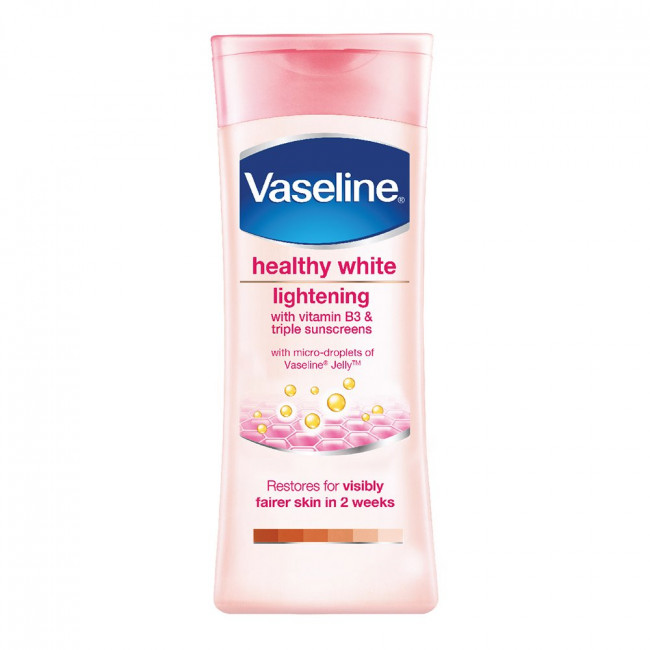 Vaseline®
healthy white
lightening
with vitamin B3 &
triple sunscreens
with micro-droplets of
Vaseline® Jelly™
Restores for visibly
fairer skin in 2 weeks